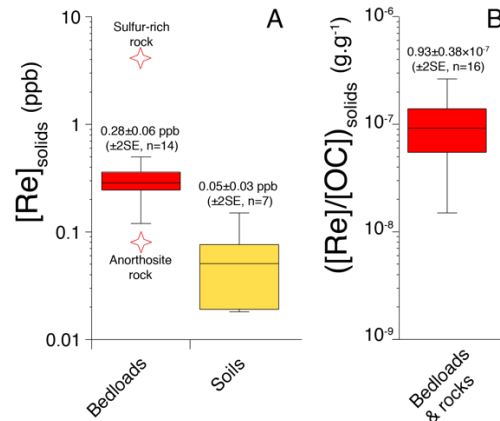 A
[Re]solids (ppb)
10
1
0.1
0.01
Sulfur-rich
rock
0.28±0.06 ppb
(±2SE, n=14)
0.05±0.03 ppb
(±2SE, n=7)
Anorthosite
rock
Bedloads
Soils
B
([Re]/[OC])solids (g.g⁻¹)
10⁻⁶
10⁻⁷
10⁻⁸
10⁻⁹
0.93±0.38×10⁻⁷
(±2SE, n=16)
Bedloads
& rocks